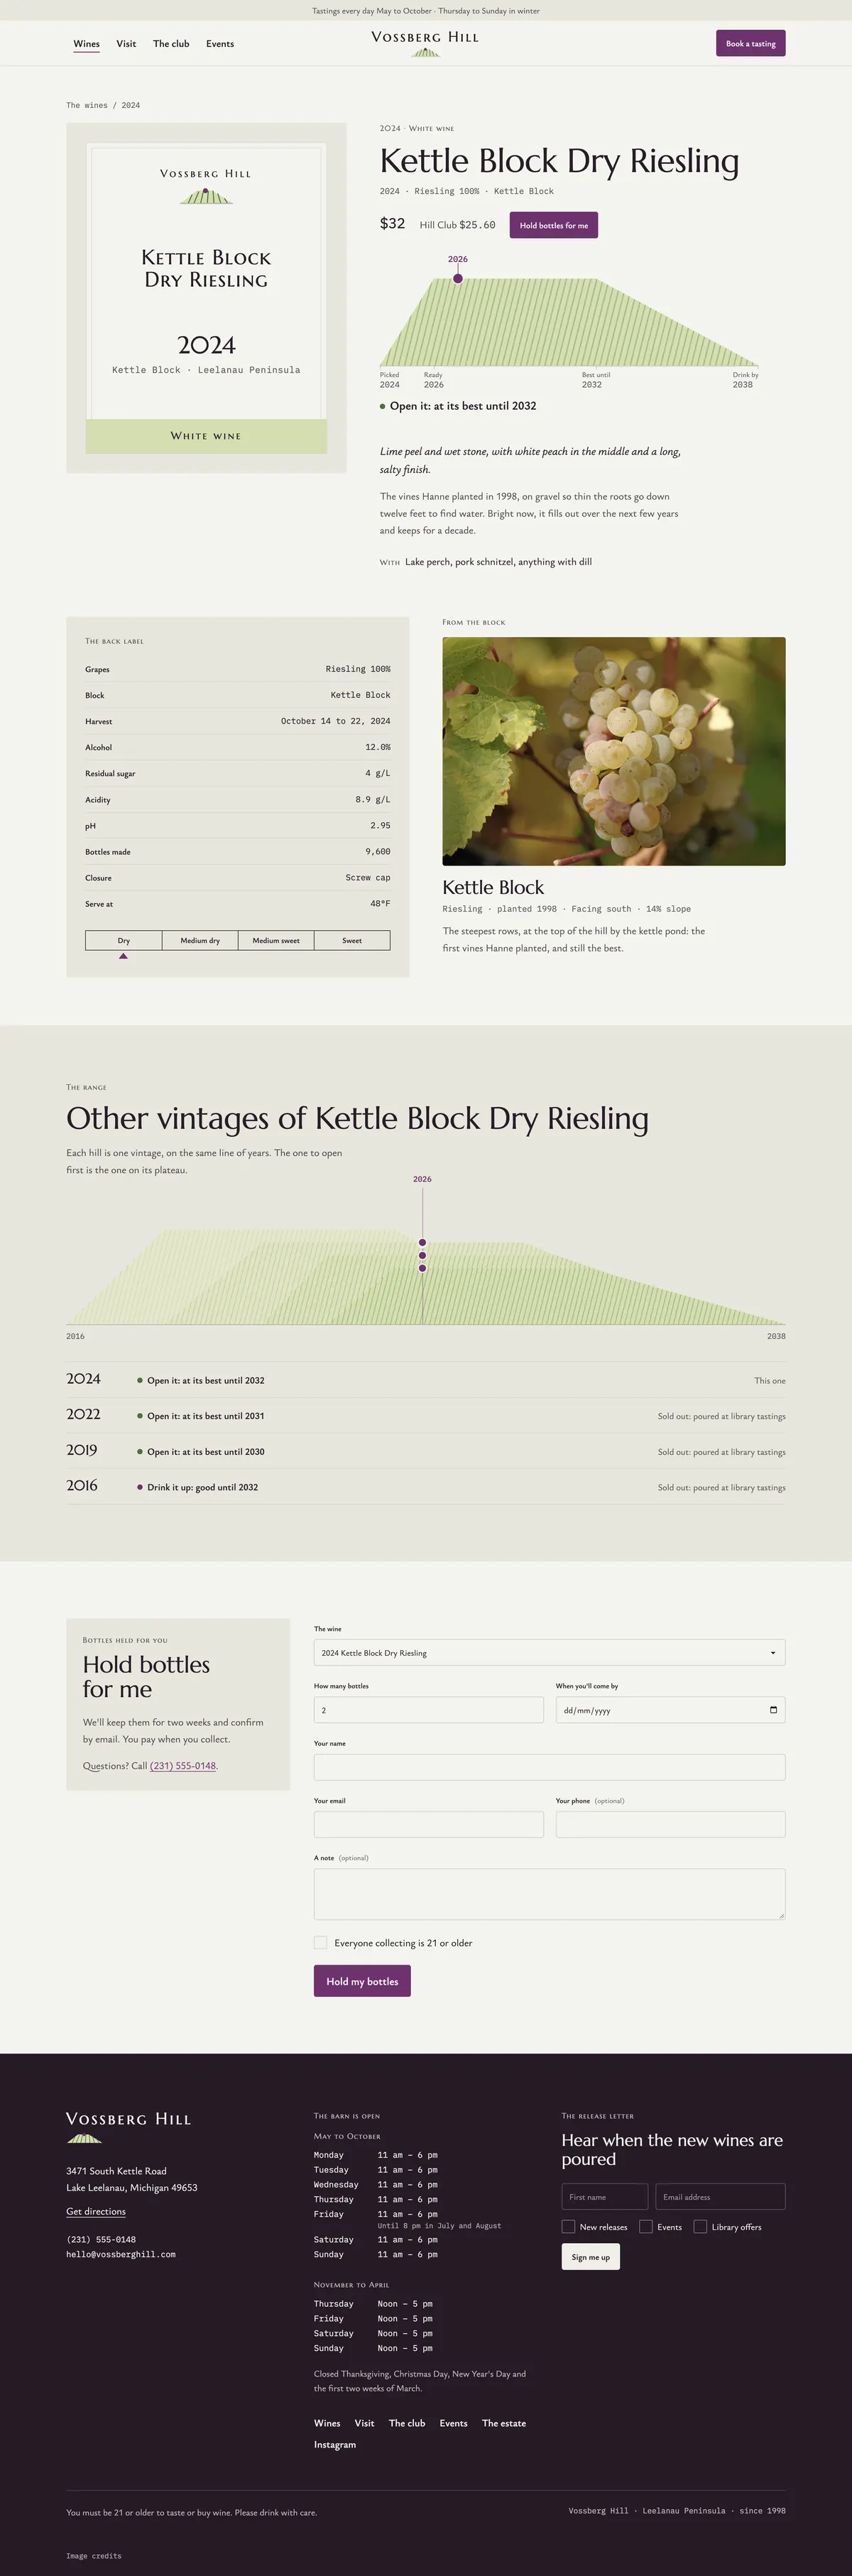 Tastings every day May to October · Thursday to Sunday in winter
Wines Visit The club Events
Vossberg Hill
Book a tasting
The wines / 2024
Vossberg Hill
Kettle Block
Dry Riesling
2024
Kettle Block · Leelanau Peninsula
White wine
2024 · White wine
Kettle Block Dry Riesling
2024 · Riesling 100% · Kettle Block
$32 Hill Club $25.60 Hold bottles for me
2026
Picked Ready Best until Drink by
2024 2026 2032 2038
Open it: at its best until 2032
Lime peel and wet stone, with white peach in the middle and a long,
salty finish.
The vines Hanne planted in 1998, on gravel so thin the roots go down
twelve feet to find water. Bright now, it fills out over the next few years
and keeps for a decade.
With Lake perch, pork schnitzel, anything with dill
The back label
Grapes Riesling 100%
Block Kettle Block
Harvest October 14 to 22, 2024
Alcohol 12.0%
Residual sugar 4 g/L
Acidity 8.9 g/L
pH 2.95
Bottles made 9,600
Closure Screw cap
Serve at 48°F
Dry Medium dry Medium sweet Sweet
From the block
Kettle Block
Riesling · planted 1998 · Facing south · 14% slope
The steepest rows, at the top of the hill by the kettle pond: the
first vines Hanne planted, and still the best.
The range
Other vintages of Kettle Block Dry Riesling
Each hill is one vintage, on the same line of years. The one to open
first is the one on its plateau.
2026
2016 2038
2024 Open it: at its best until 2032 This one
2022 Open it: at its best until 2031 Sold out: poured at library tastings
2019 Open it: at its best until 2030 Sold out: poured at library tastings
2016 Drink it up: good until 2032 Sold out: poured at library tastings
Bottles held for you
Hold bottles
for me
We'll keep them for two weeks and confirm
by email. You pay when you collect.
Questions? Call (231) 555-0148.
The wine
2024 Kettle Block Dry Riesling
How many bottles When you'll come by
2 dd/mm/yyyy
Your name
Your email Your phone (optional)
A note (optional)
Everyone collecting is 21 or older
Hold my bottles
Vossberg Hill
3471 South Kettle Road
Lake Leelanau, Michigan 49653
Get directions
(231) 555-0148
hello@vossberghill.com
The barn is open
May to October
Monday 11 am – 6 pm
Tuesday 11 am – 6 pm
Wednesday 11 am – 6 pm
Thursday 11 am – 6 pm
Friday 11 am – 6 pm
Until 8 pm in July and August
Saturday 11 am – 6 pm
Sunday 11 am – 6 pm
November to April
Thursday Noon – 5 pm
Friday Noon – 5 pm
Saturday Noon – 5 pm
Sunday Noon – 5 pm
Closed Thanksgiving, Christmas Day, New Year's Day and
the first two weeks of March.
Wines Visit The club Events The estate
Instagram
The release letter
Hear when the new wines are
poured
First name Email address
New releases Events Library offers
Sign me up
You must be 21 or older to taste or buy wine. Please drink with care.
Vossberg Hill · Leelanau Peninsula · since 1998
Image credits